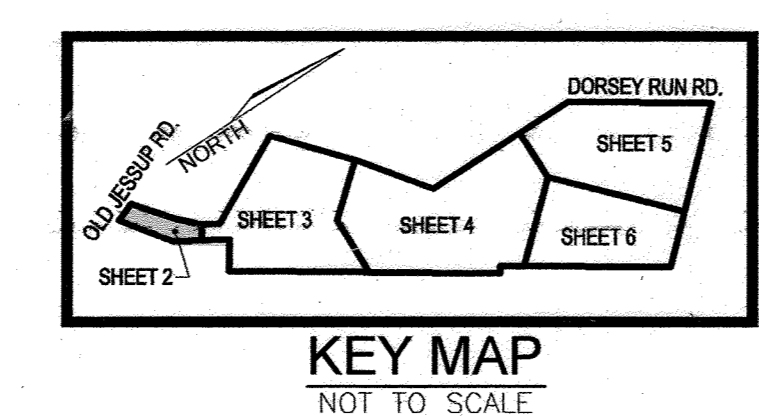 DORSEY RUN RD.
OLD JESSUP RD.
NORTH
SHEET 5
SHEET 3
SHEET 4
SHEET 6
SHEET 2
KEY MAP
NOT TO SCALE